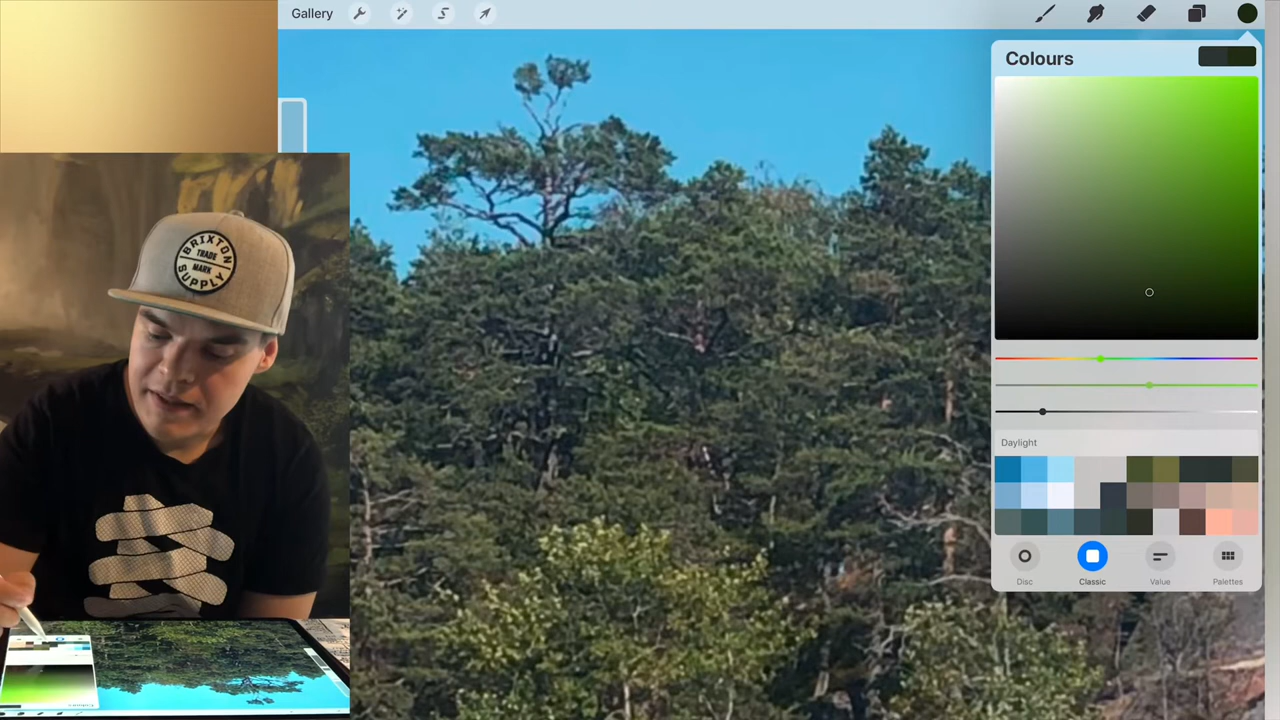 Gallery
Colours
Daylight
Disc
Classic
Value
Palettes
BRIXTON
TRADE
MARK
SUPPLY